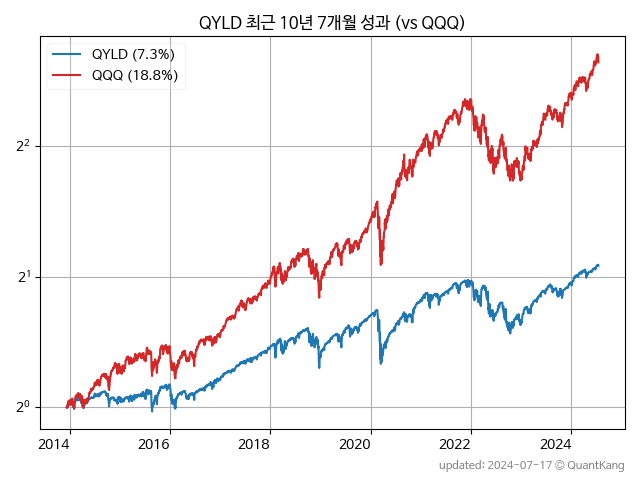 QYLD 최근 10년 7개월 성과 (vs QQQ)
QYLD (7.3%)
QQQ (18.8%)
2²
2¹
2⁰
2014 2016 2018 2020 2022 2024
updated: 2024-07-17 © QuantKang